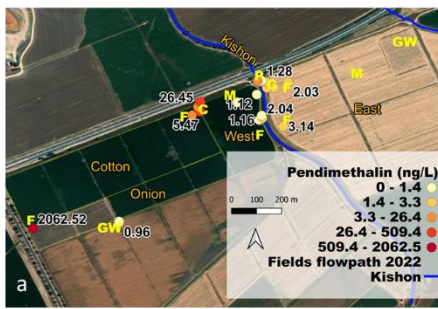 Kishon
GW
1.28
G
F
2.03
M
26.45
M
1.12
C
2.04
East
F
5.47
1.16
West
F
3.14
Cotton
Onion
F
2062.52
GW
0.96
Pendimethalin (ng/L)
0 - 1.4
1.4 - 3.3
3.3 - 26.4
26.4 - 509.4
509.4 - 2062.5
Fields flowpath 2022
Kishon
0 100 200 m
a